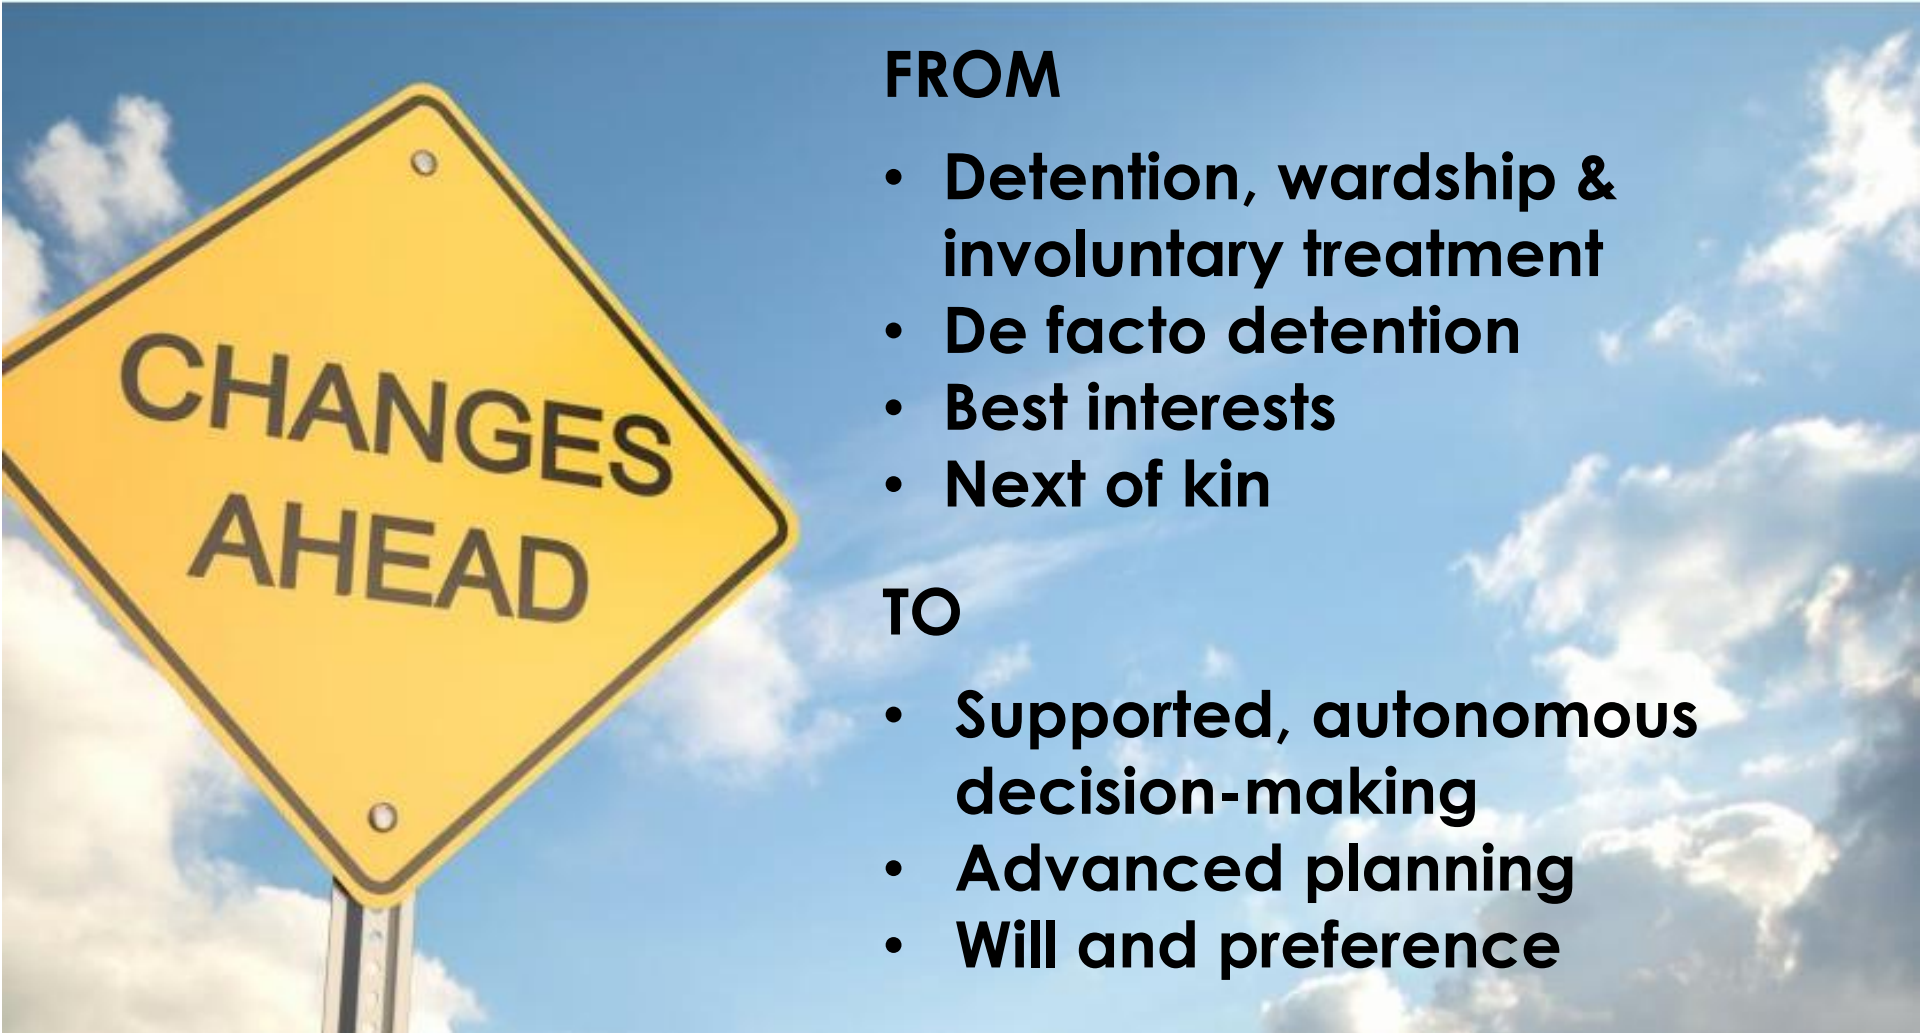 CHANGES
AHEAD
FROM
• Detention, wardship &
involuntary treatment
• De facto detention
• Best interests
• Next of kin
TO
• Supported, autonomous
decision-making
• Advanced planning
• Will and preference